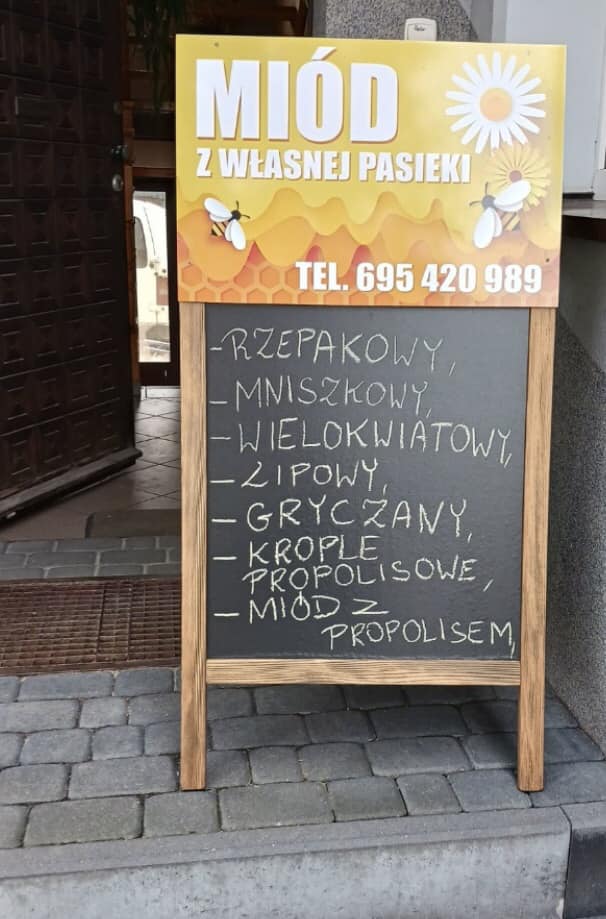 MIÓD
Z WŁASNEJ PASIEKI
TEL. 695 420 989
-RZEPAKOWY,
-MNISZKOWY,
-WIELOKWIATOWY,
-LIPOWY,
-GRYCZANY,
-KROPLE
PROPOLISOWE,
-MIÓD Z
PROPOLISEM,